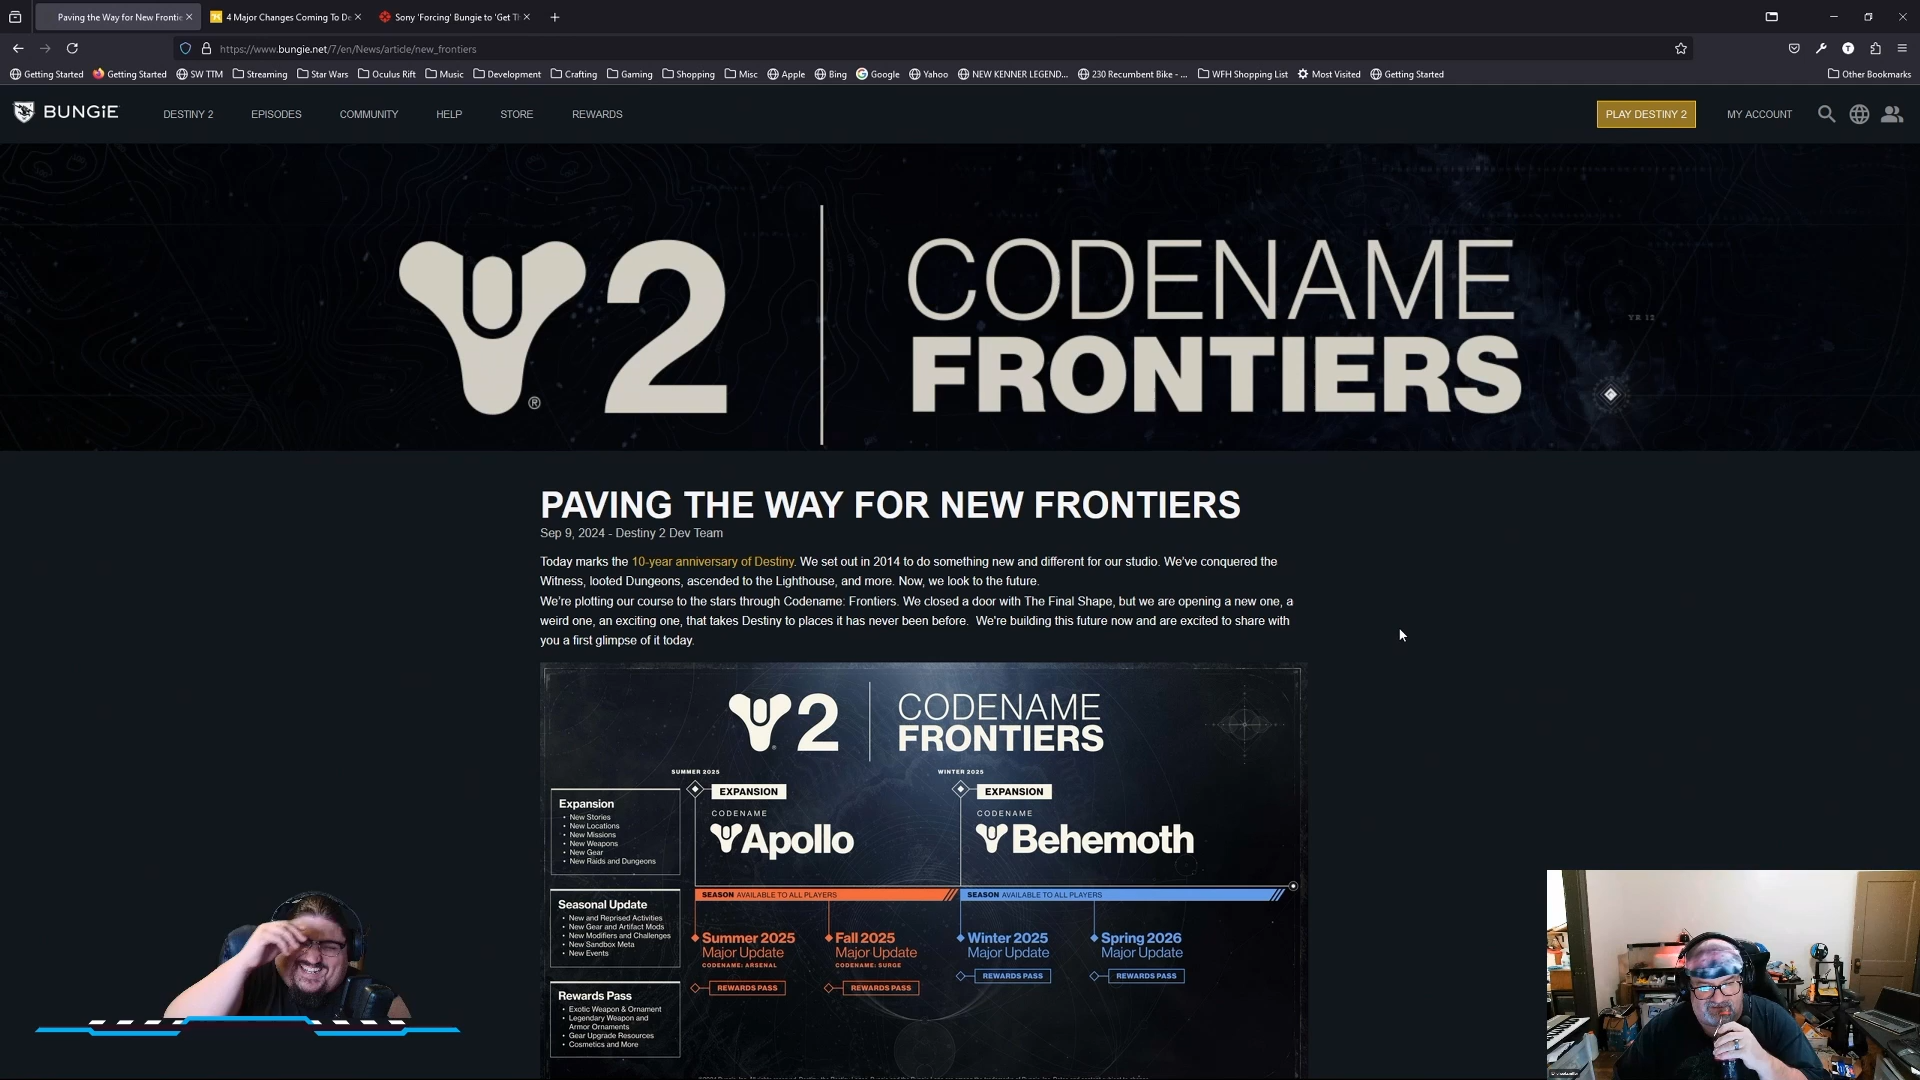 Paving the Way for New Frontie
4 Major Changes Coming To De
Sony 'Forcing' Bungie to 'Get Th
https://www.bungie.net/7/en/News/article/new_frontiers
Getting Started
Getting Started
SW TTM
Streaming
Star Wars
Oculus Rift
Music
Development
Crafting
Gaming
Shopping
Misc
Apple
Bing
Google
Yahoo
NEW KENNER LEGEND...
230 Recumbent Bike - ...
WFH Shopping List
Most Visited
Getting Started
Other Bookmarks
BUNGiE
DESTINY 2
EPISODES
COMMUNITY
HELP
STORE
REWARDS
PLAY DESTINY 2
MY ACCOUNT
2
CODENAME
FRONTIERS
®
YR 12
PAVING THE WAY FOR NEW FRONTIERS
Sep 9, 2024 - Destiny 2 Dev Team
Today marks the 10-year anniversary of Destiny. We set out in 2014 to do something new and different for our studio. We've conquered the
Witness, looted Dungeons, ascended to the Lighthouse, and more. Now, we look to the future.
We're plotting our course to the stars through Codename: Frontiers. We closed a door with The Final Shape, but we are opening a new one, a
weird one, an exciting one, that takes Destiny to places it has never been before. We're building this future now and are excited to share with
you a first glimpse of it today.
2
CODENAME
FRONTIERS
SUMMER 2025
WINTER 2025
EXPANSION
EXPANSION
CODENAME
CODENAME
Apollo
Behemoth
Expansion
• New Stories
• New Locations
• New Missions
• New Weapons
• New Gear
• New Raids and Dungeons
SEASON AVAILABLE TO ALL PLAYERS
SEASON AVAILABLE TO ALL PLAYERS
Seasonal Update
• New and Reprised Activities
• New Gear and Artifact Mods
• New Modifiers and Challenges
• New Sandbox Meta
• New Events
Summer 2025
Major Update
CODENAME: ARSENAL
REWARDS PASS
Fall 2025
Major Update
CODENAME: SURGE
REWARDS PASS
Winter 2025
Major Update
REWARDS PASS
Spring 2026
Major Update
REWARDS PASS
Rewards Pass
• Exotic Weapon & Ornament
• Legendary Weapon and
Armor Ornaments
• Gear Upgrade Resources
• Cosmetics and More